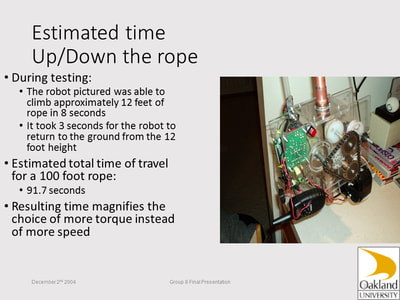 Estimated time
Up/Down the rope
• During testing:
• The robot pictured was able to
climb approximately 12 feet of
rope in 8 seconds
• It took 3 seconds for the robot to
return to the ground from the 12
foot height
• Estimated total time of travel
for a 100 foot rope:
• 91.7 seconds
• Resulting time magnifies the
choice of more torque instead
of more speed
December 2nd 2004
Group 8 Final Presentation
Oakland
UNIVERSITY